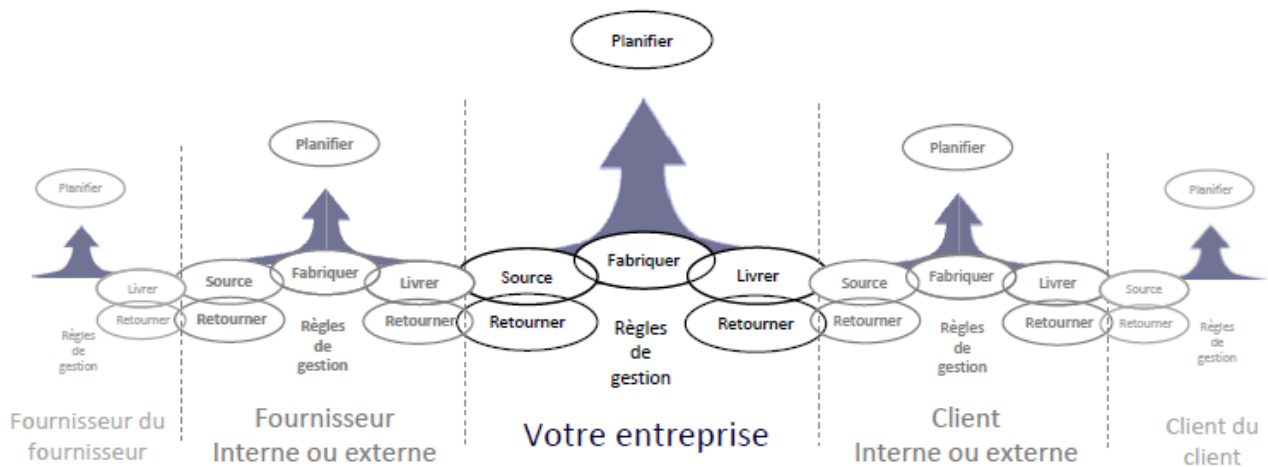 Planifier
Planifier
Planifier
Planifier
Planifier
Livrer
Retourner
Règles
de
gestion
Fournisseur du
fournisseur
Source
Fabriquer
Livrer
Retourner
Retourner
Règles
de
gestion
Fournisseur
Interne ou externe
Source
Fabriquer
Livrer
Retourner
Retourner
Règles
de
gestion
Votre entreprise
Source
Fabriquer
Livrer
Retourner
Retourner
Règles
de
gestion
Client
Interne ou externe
Source
Retourner
Règles
de
gestion
Client du
client